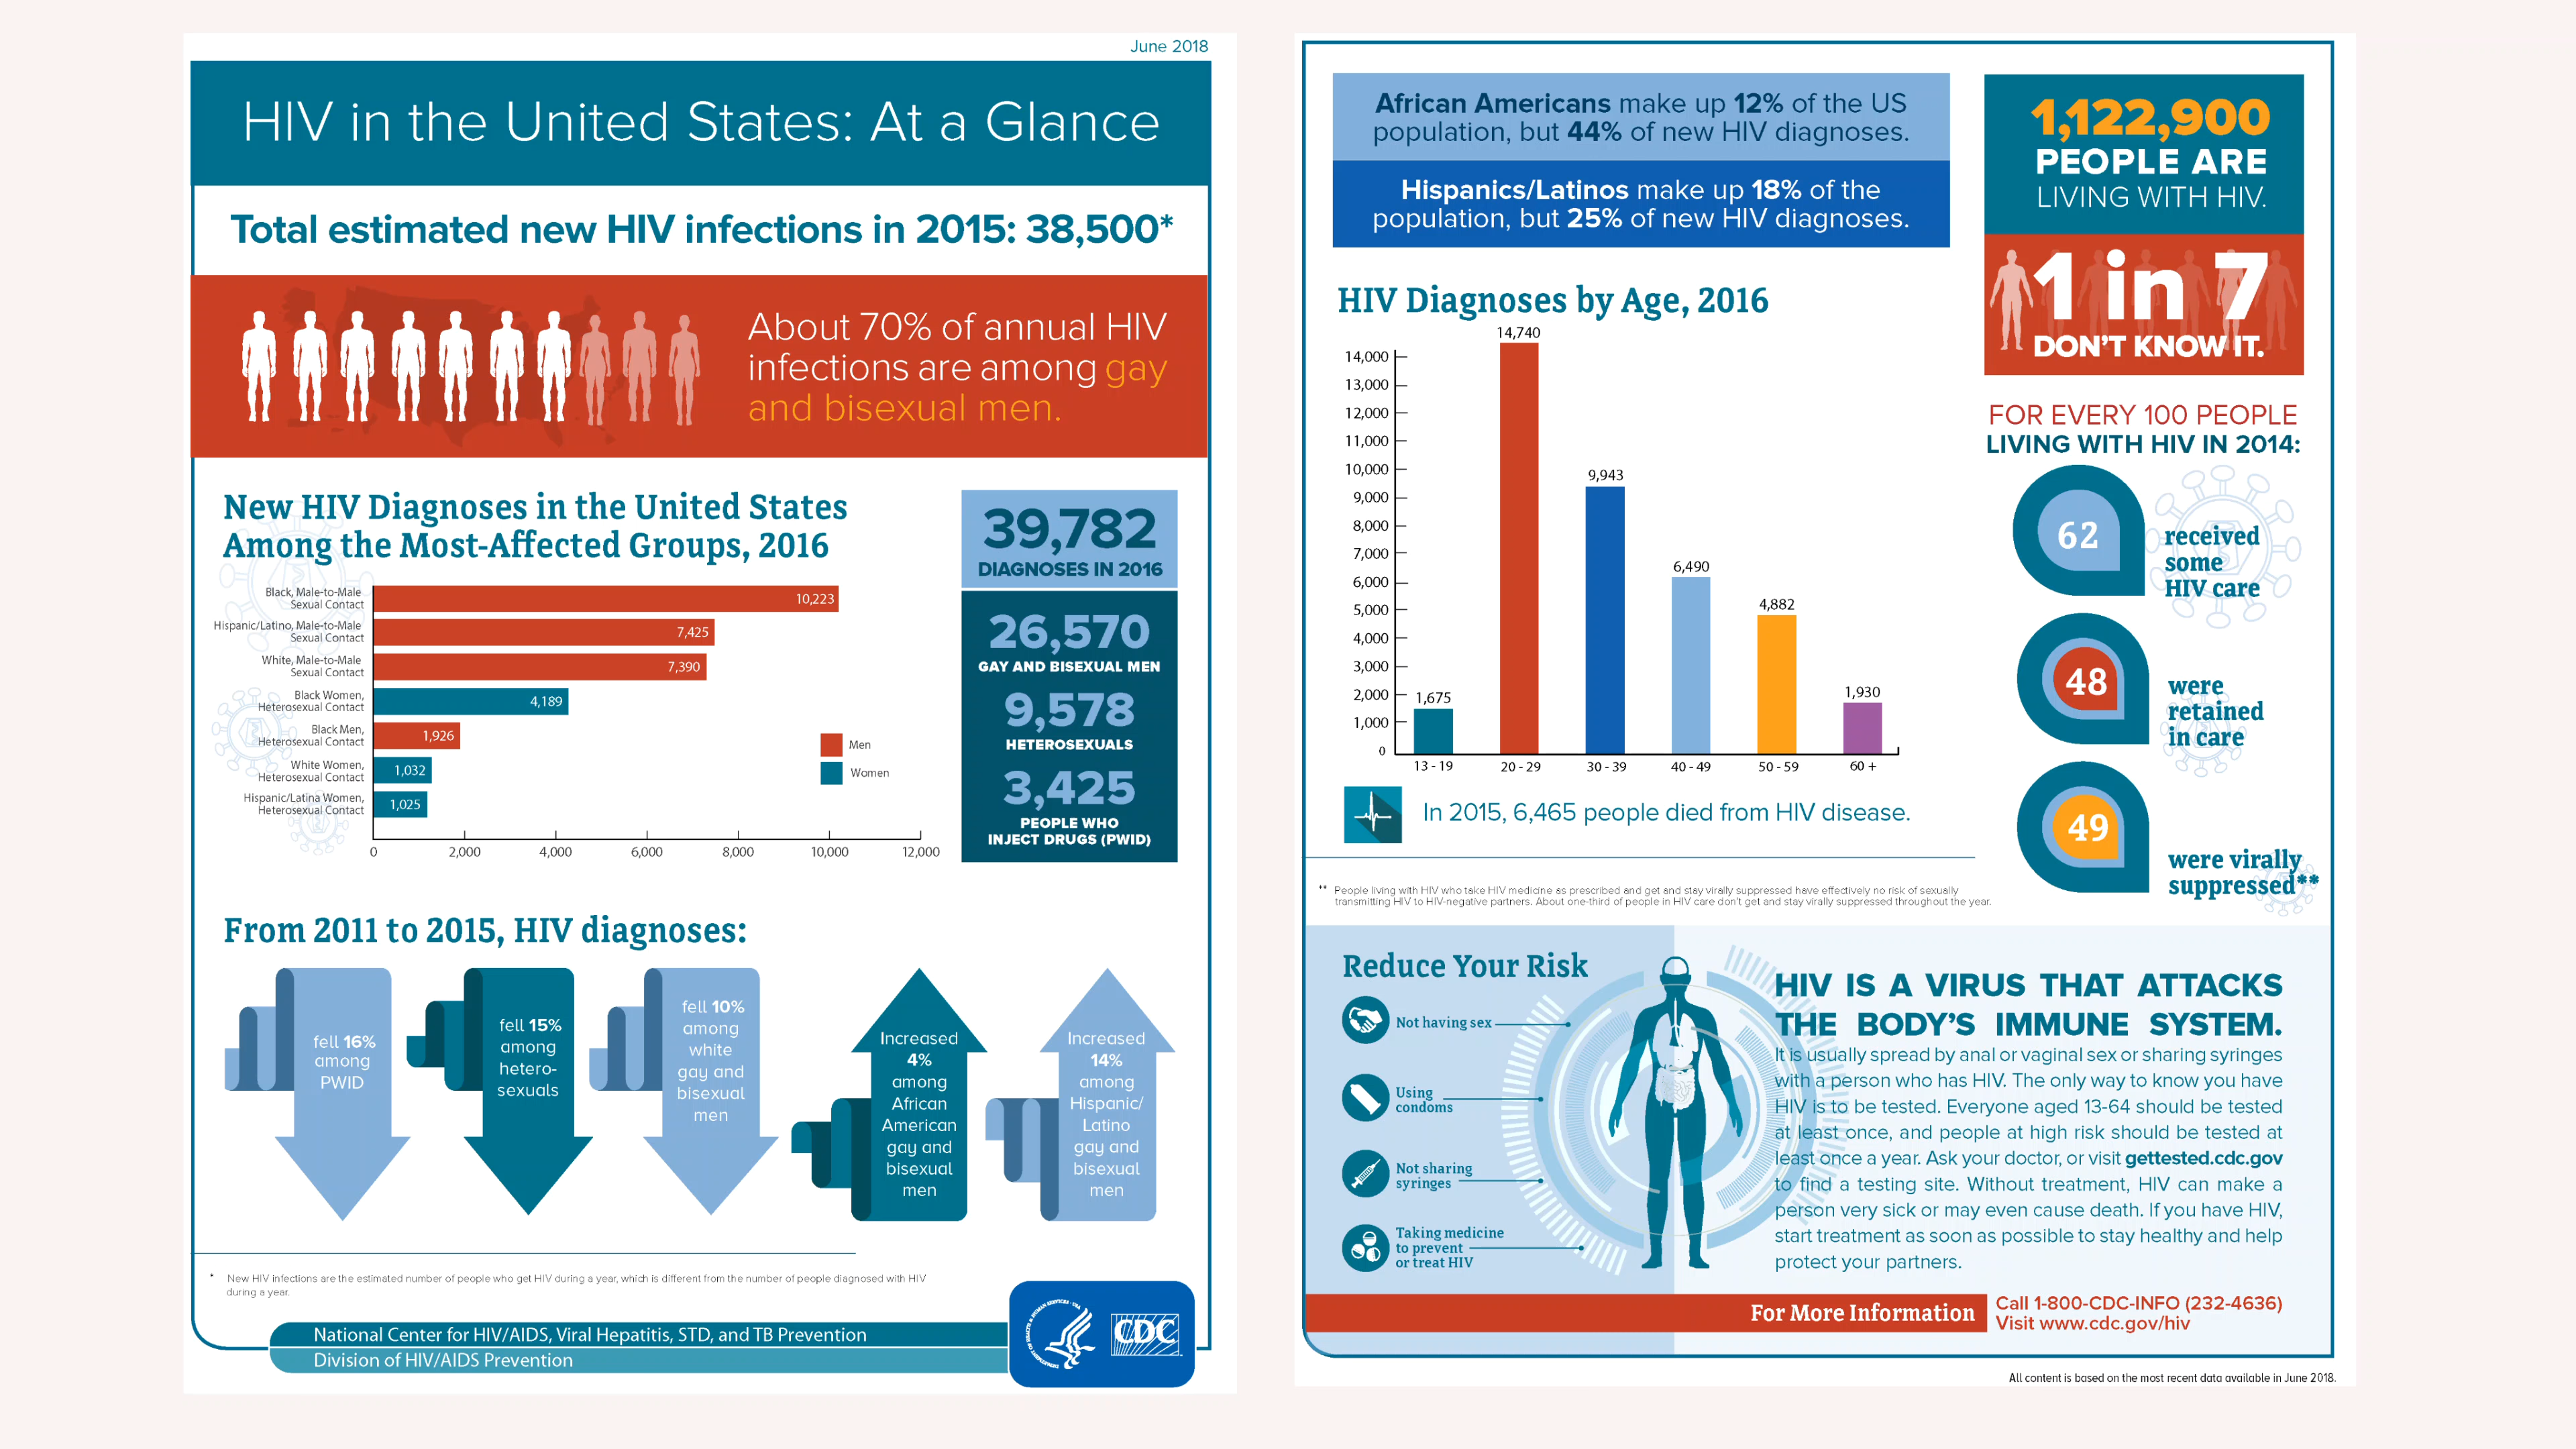 June 2018
HIV in the United States: At a Glance
Total estimated new HIV infections in 2015: 38,500*
About 70% of annual HIV
infections are among gay
and bisexual men.
New HIV Diagnoses in the United States
Among the Most-Affected Groups, 2016
Black, Male-to-Male
Sexual Contact
10,223
Hispanic/Latino, Male-to-Male
Sexual Contact
7,425
White, Male-to-Male
Sexual Contact
7,390
Black Women,
Heterosexual Contact
4,189
Black Men,
Heterosexual Contact
1,926
White Women,
Heterosexual Contact
1,032
Hispanic/Latina Women,
Heterosexual Contact
1,025
Men
Women
0 2,000 4,000 6,000 8,000 10,000 12,000
39,782
DIAGNOSES IN 2016
26,570
GAY AND BISEXUAL MEN
9,578
HETEROSEXUALS
3,425
PEOPLE WHO
INJECT DRUGS (PWID)
From 2011 to 2015, HIV diagnoses:
fell 16%
among
PWID
fell 15%
among
hetero-
sexuals
fell 10%
among
white
gay and
bisexual
men
Increased
4%
among
African
American
gay and
bisexual
men
Increased
14%
among
Hispanic/
Latino
gay and
bisexual
men
* New HIV infections are the estimated number of people who get HIV during a year, which is different from the number of people diagnosed with HIV
during a year.
National Center for HIV/AIDS, Viral Hepatitis, STD, and TB Prevention
Division of HIV/AIDS Prevention
CDC
African Americans make up 12% of the US
population, but 44% of new HIV diagnoses.
Hispanics/Latinos make up 18% of the
population, but 25% of new HIV diagnoses.
HIV Diagnoses by Age, 2016
14,000
13,000
12,000
11,000
10,000
9,000
8,000
7,000
6,000
5,000
4,000
3,000
2,000
1,000
0
1,675
14,740
9,943
6,490
4,882
1,930
13 - 19 20 - 29 30 - 39 40 - 49 50 - 59 60 +
In 2015, 6,465 people died from HIV disease.
** People living with HIV who take HIV medicine as prescribed and get and stay virally suppressed have effectively no risk of sexually
transmitting HIV to HIV-negative partners. About one-third of people in HIV care don't get and stay virally suppressed throughout the year.
1,122,900
PEOPLE ARE
LIVING WITH HIV.
1 in 7
DON'T KNOW IT.
FOR EVERY 100 PEOPLE
LIVING WITH HIV IN 2014:
62
received
some
HIV care
48
were
retained
in care
49
were virally
suppressed**
Reduce Your Risk
Not having sex
Using
condoms
Not sharing
syringes
Taking medicine
to prevent
or treat HIV
HIV IS A VIRUS THAT ATTACKS
THE BODY'S IMMUNE SYSTEM.
It is usually spread by anal or vaginal sex or sharing syringes
with a person who has HIV. The only way to know you have
HIV is to be tested. Everyone aged 13-64 should be tested
at least once, and people at high risk should be tested at
least once a year. Ask your doctor, or visit gettested.cdc.gov
to find a testing site. Without treatment, HIV can make a
person very sick or may even cause death. If you have HIV,
start treatment as soon as possible to stay healthy and help
protect your partners.
For More Information
Call 1-800-CDC-INFO (232-4636)
Visit www.cdc.gov/hiv
All content is based on the most recent data available in June 2018.